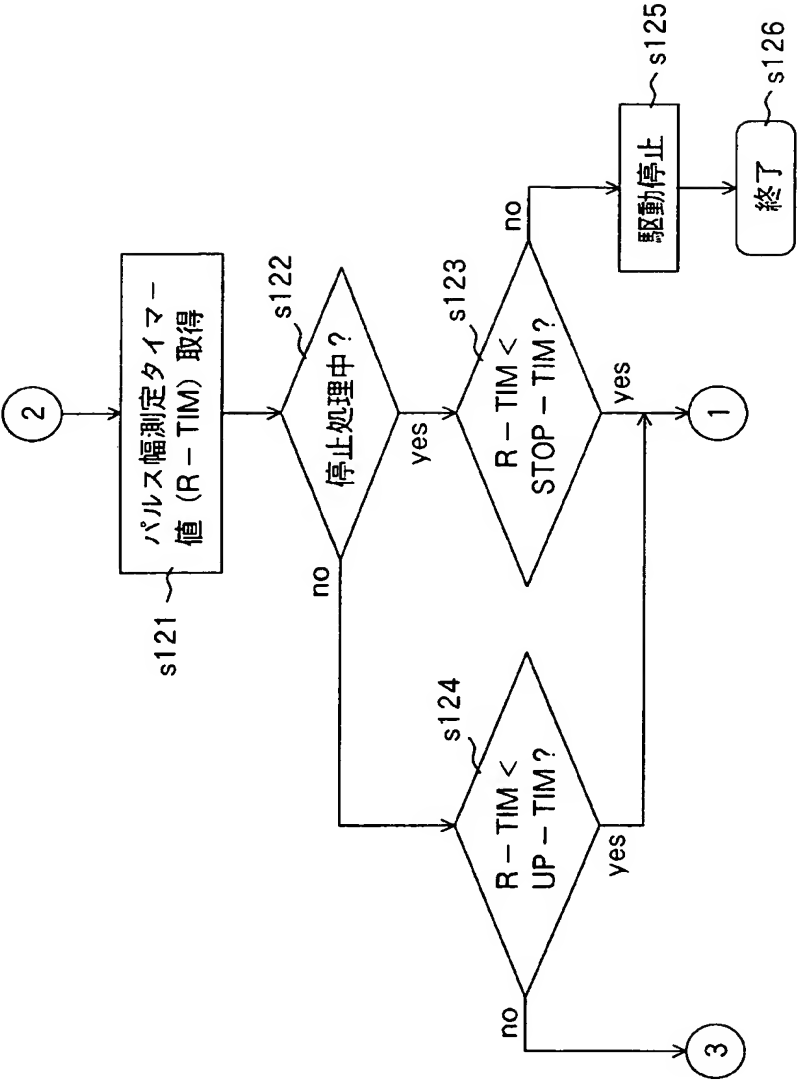 2
パルス幅測定タイマー
値（R－TIM）取得
s121
停止処理中？
s122
no
yes
R－TIM＜
STOP－TIM？
s123
no
yes
R－TIM＜
UP－TIM？
s124
no
yes
駆動停止
s125
終了
s126
1
3